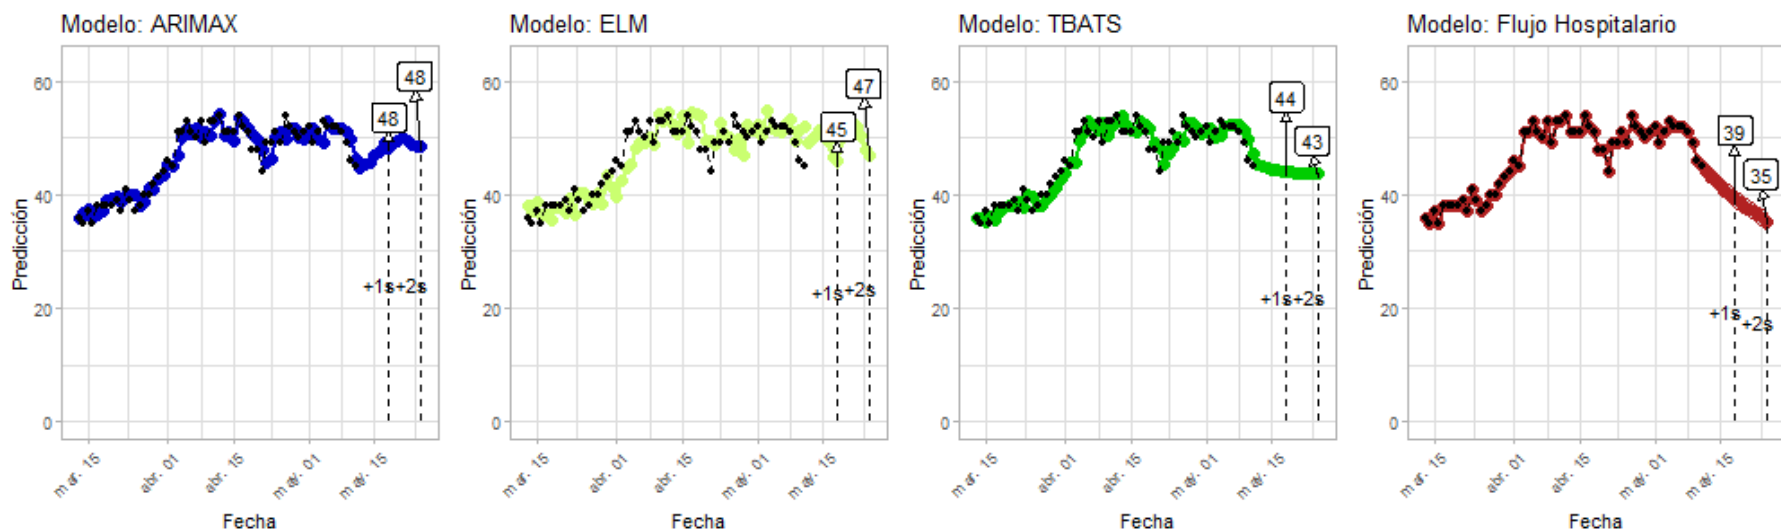 Modelo: ARIMAX
Predicción
60
40
20
0
48
48
+1s
+2s
mar. 15
abr. 01
abr. 15
may. 01
may. 15
Fecha
Modelo: ELM
Predicción
60
40
20
0
45
47
+1s
+2s
mar. 15
abr. 01
abr. 15
may. 01
may. 15
Fecha
Modelo: TBATS
Predicción
60
40
20
0
44
43
+1s
+2s
mar. 15
abr. 01
abr. 15
may. 01
may. 15
Fecha
Modelo: Flujo Hospitalario
Predicción
60
40
20
0
39
35
+1s
+2s
mar. 15
abr. 01
abr. 15
may. 01
may. 15
Fecha